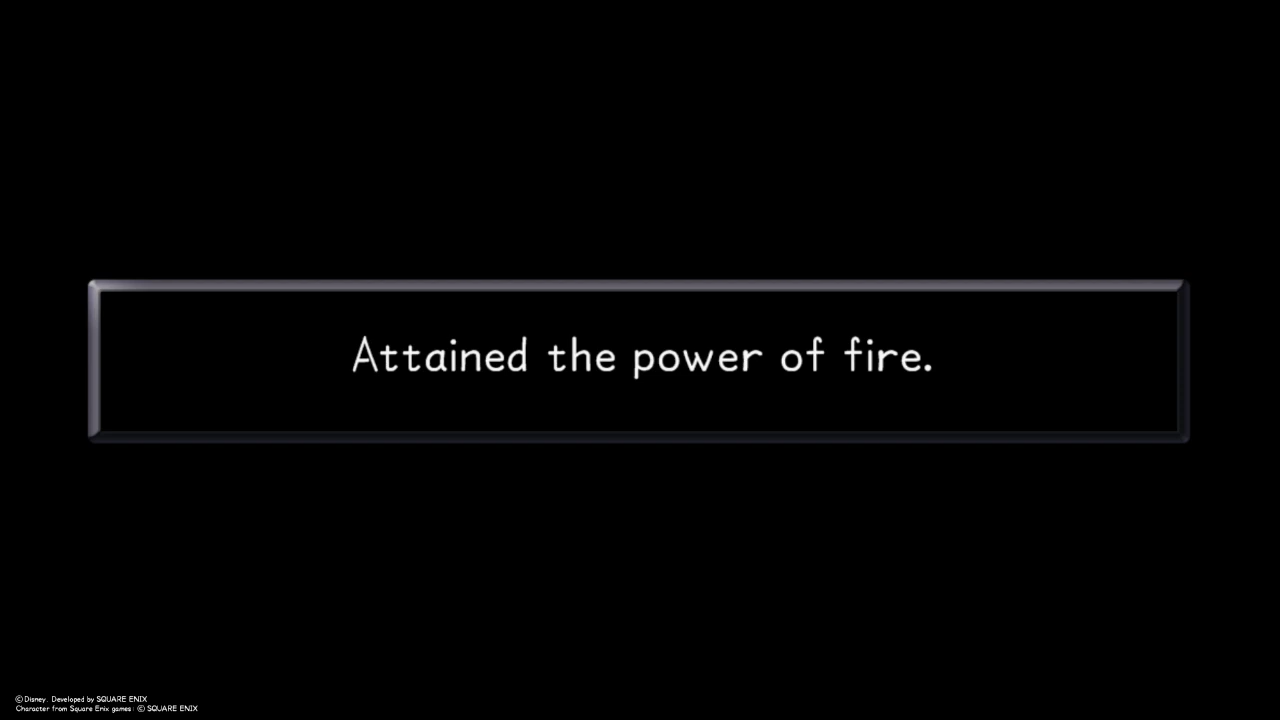 Attained the power of fire.
© Disney. Developed by SQUARE ENIX
Character from Square Enix games: © SQUARE ENIX